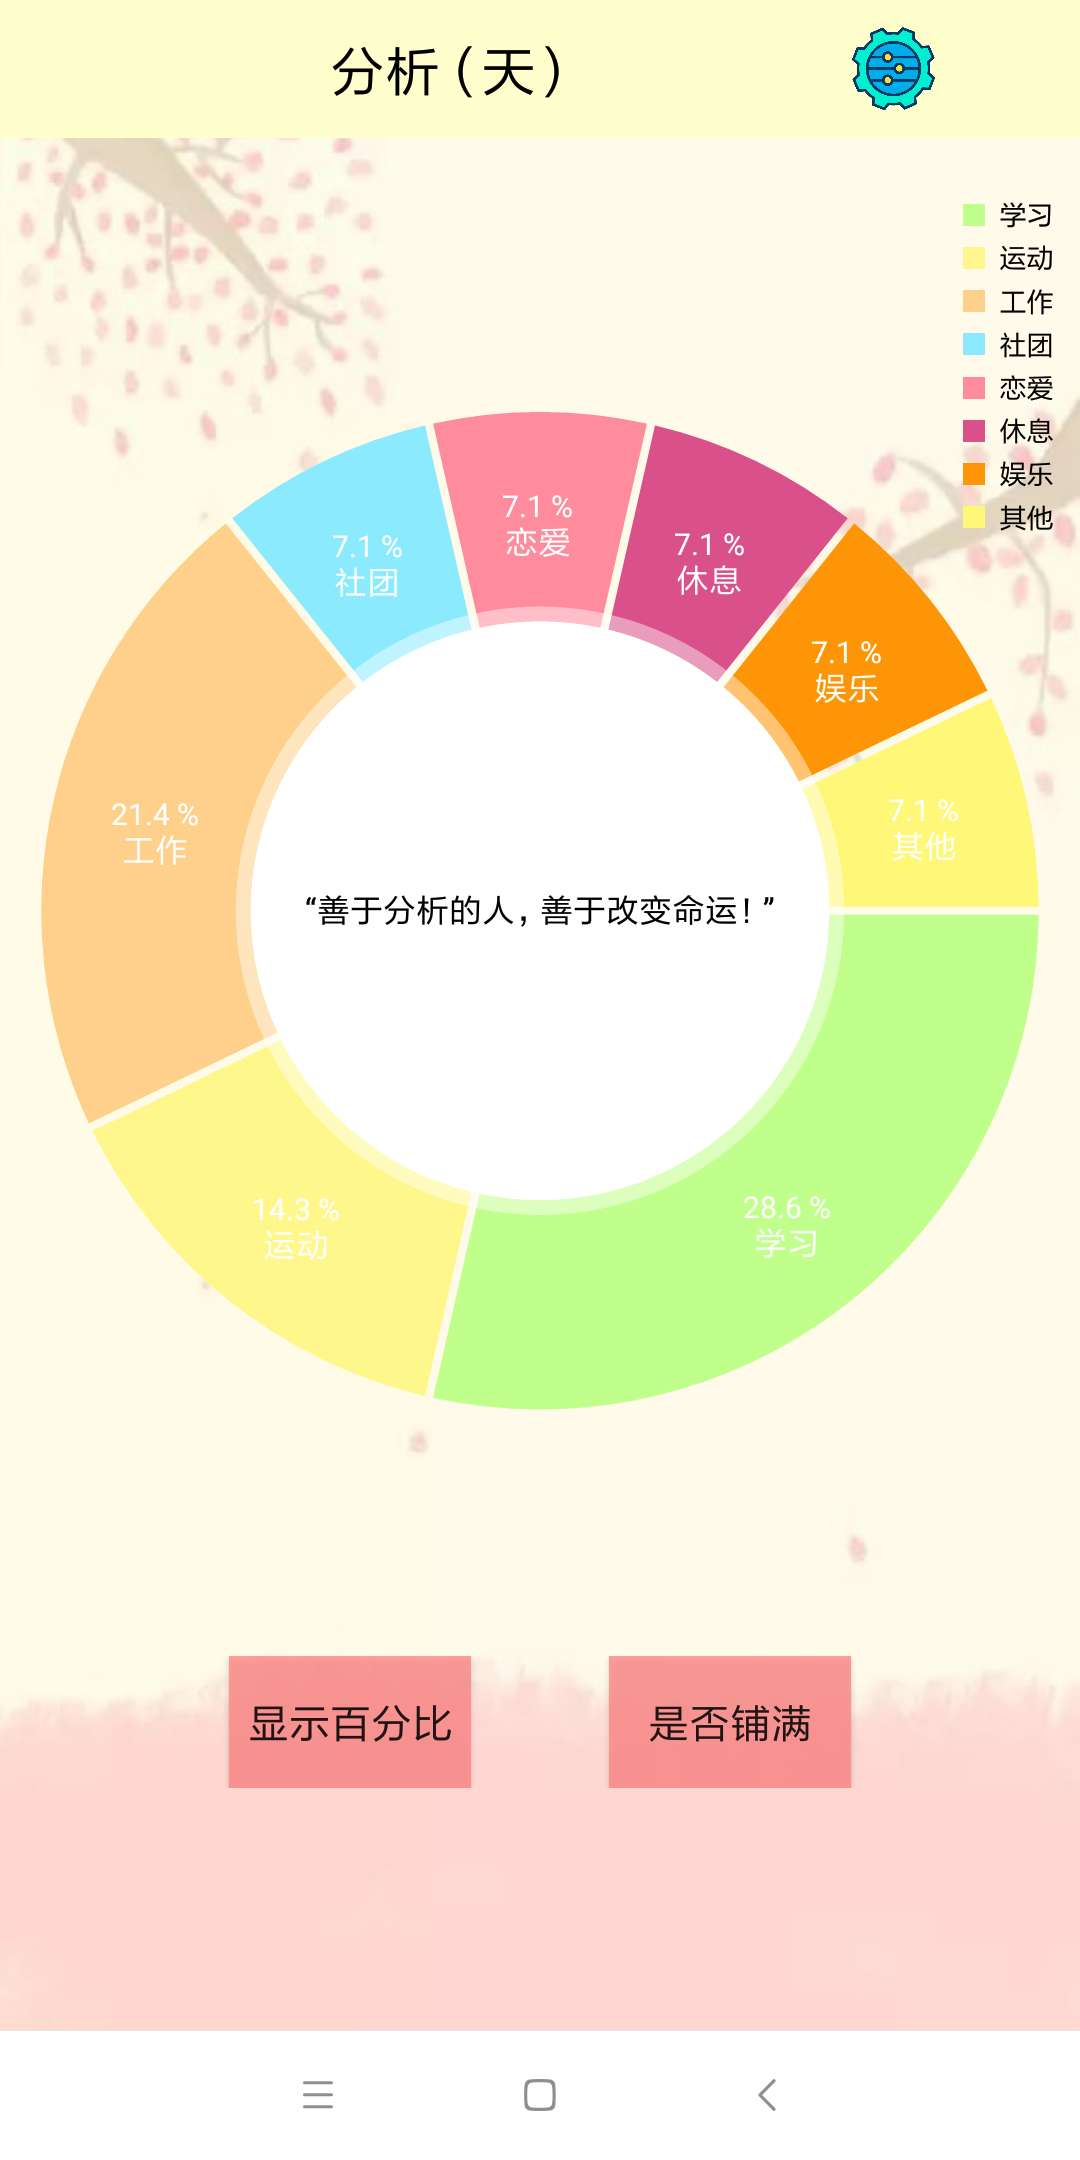 分析（天）
学习
运动
工作
社团
恋爱
休息
娱乐
其他
7.1 %
恋爱
7.1 %
社团
7.1 %
休息
7.1 %
娱乐
21.4 %
工作
7.1 %
其他
“善于分析的人，善于改变命运！”
14.3 %
运动
28.6 %
学习
显示百分比
是否铺满